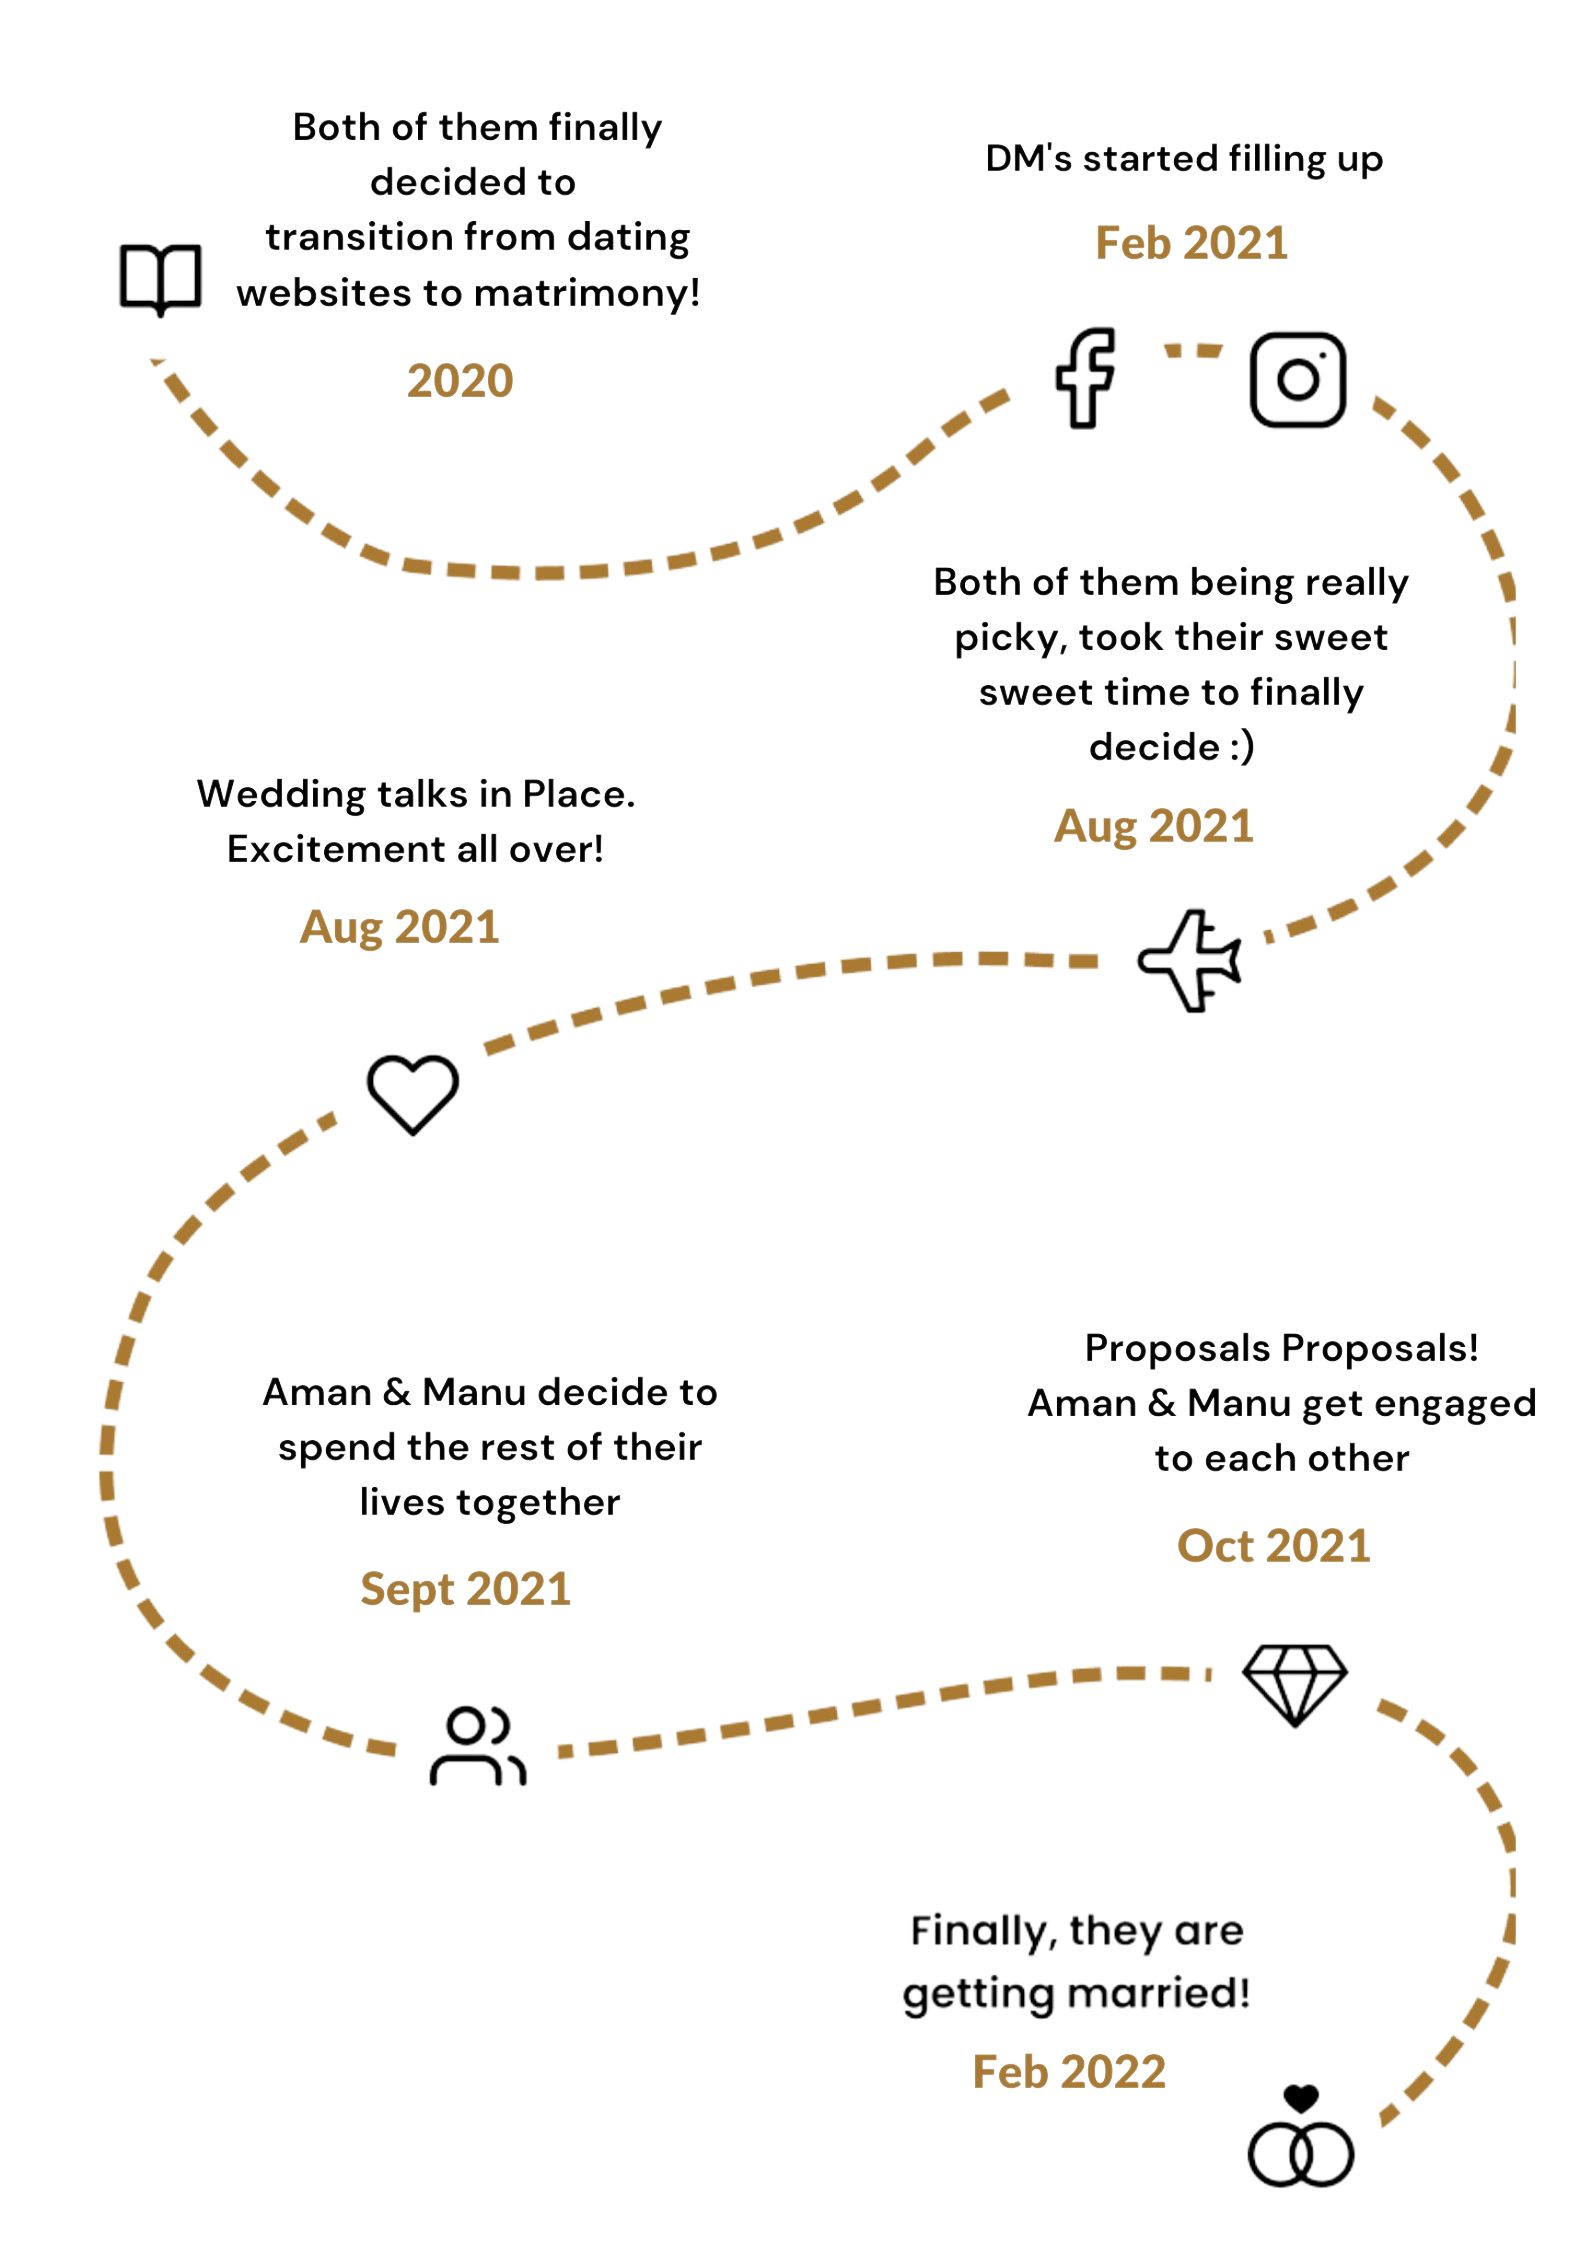 Both of them finally
decided to
transition from dating
websites to matrimony!
2020
DM's started filling up
Feb 2021
Both of them being really
picky, took their sweet
sweet time to finally
decide :)
Aug 2021
Wedding talks in Place.
Excitement all over!
Aug 2021
Aman & Manu decide to
spend the rest of their
lives together
Sept 2021
Proposals Proposals!
Aman & Manu get engaged
to each other
Oct 2021
Finally, they are
getting married!
Feb 2022